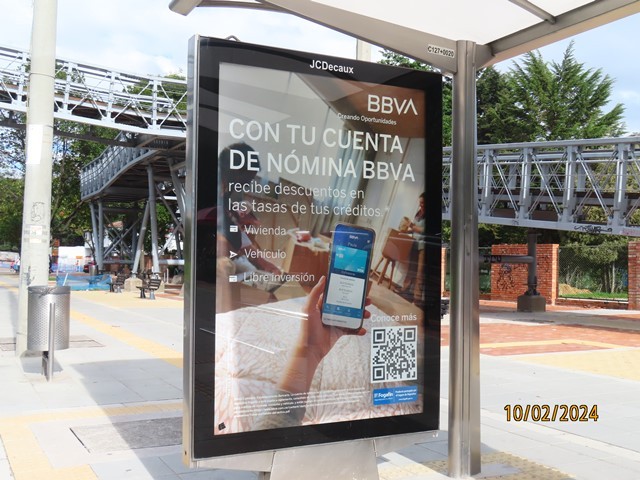 C127+0020
JCDecaux
BBVA
Creando Oportunidades
CON TU CUENTA
DE NÓMINA BBVA
recibe descuentos en
las tasas de tus créditos.*
Vivienda
Vehículo
Libre inversión
Conoce más
Fogafín
10/02/2024